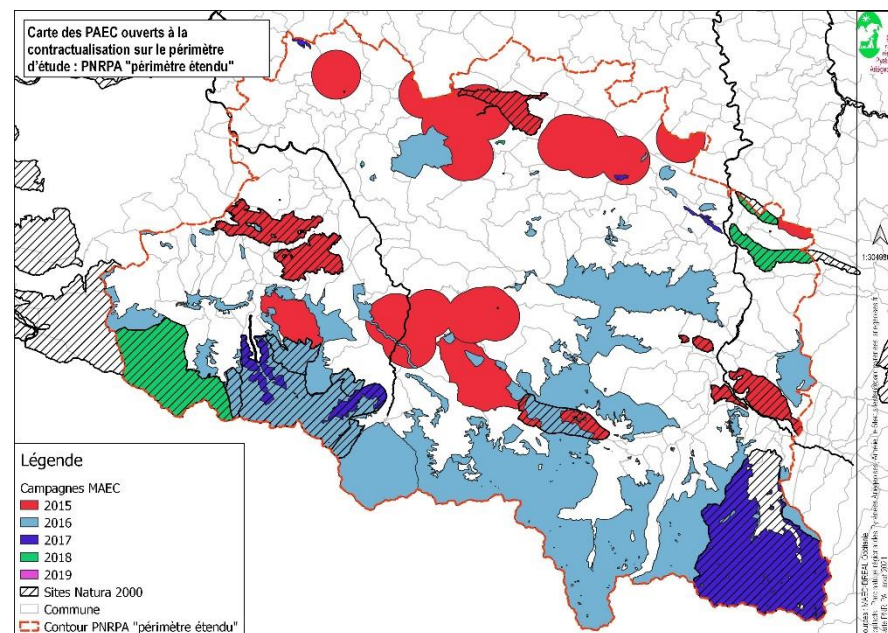 Carte des PAEC ouverts à la
contractualisation sur le périmètre
d'étude : PNRPA "périmètre étendu"
Légende
Campagnes MAEC
2015
2016
2017
2018
2019
Sites Natura 2000
Commune
Contour PNRPA "périmètre étendu"